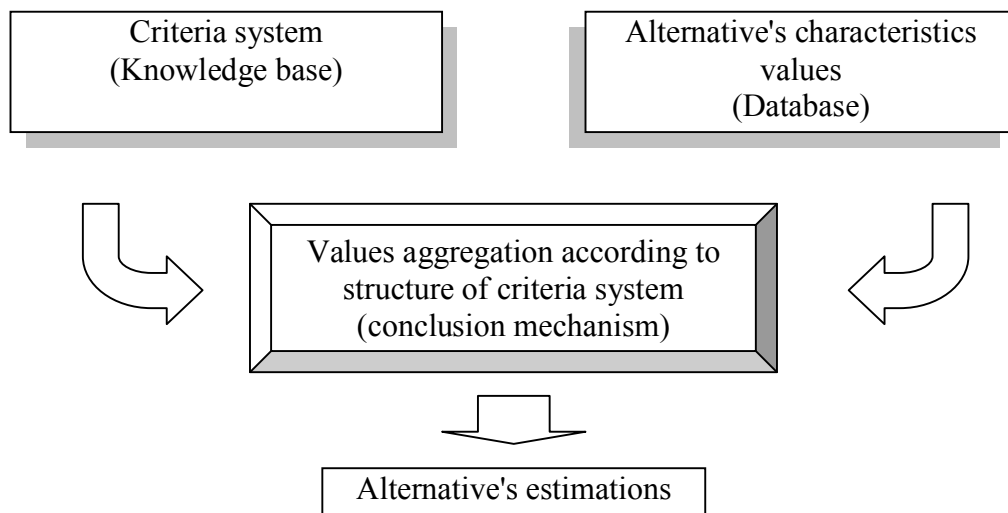 Criteria system
(Knowledge base)
Alternative's characteristics
values
(Database)
Values aggregation according to
structure of criteria system
(conclusion mechanism)
Alternative's estimations